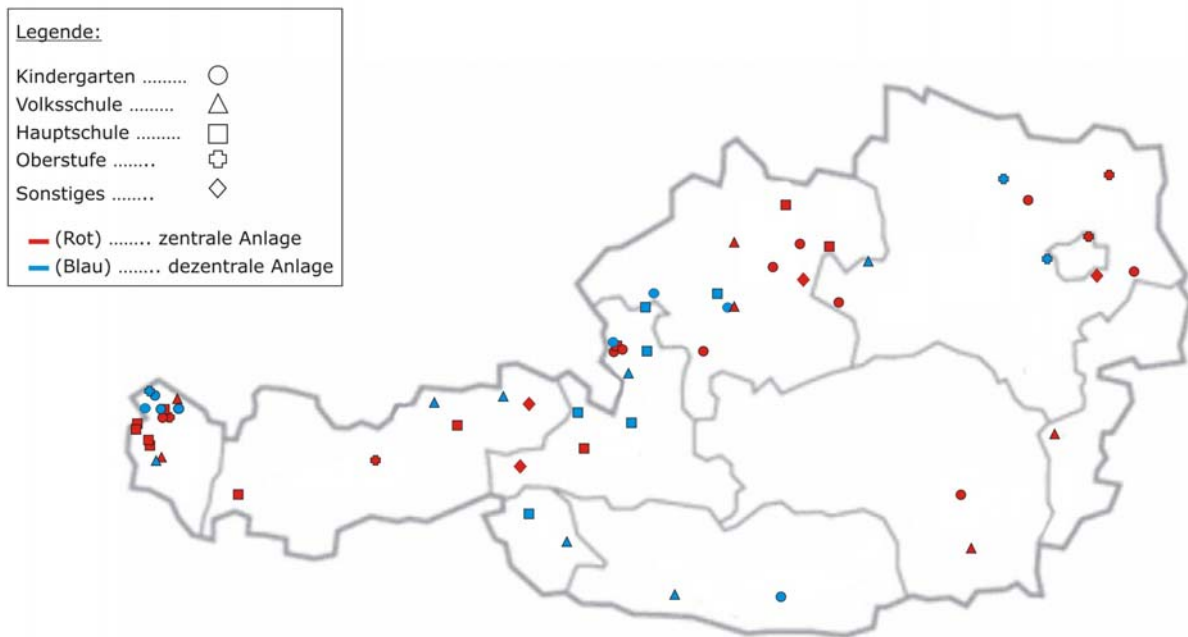 Legende:
Kindergarten .........
Volksschule .........
Hauptschule .........
Oberstufe ........
Sonstiges ........
(Rot) ........ zentrale Anlage
(Blau) ........ dezentrale Anlage